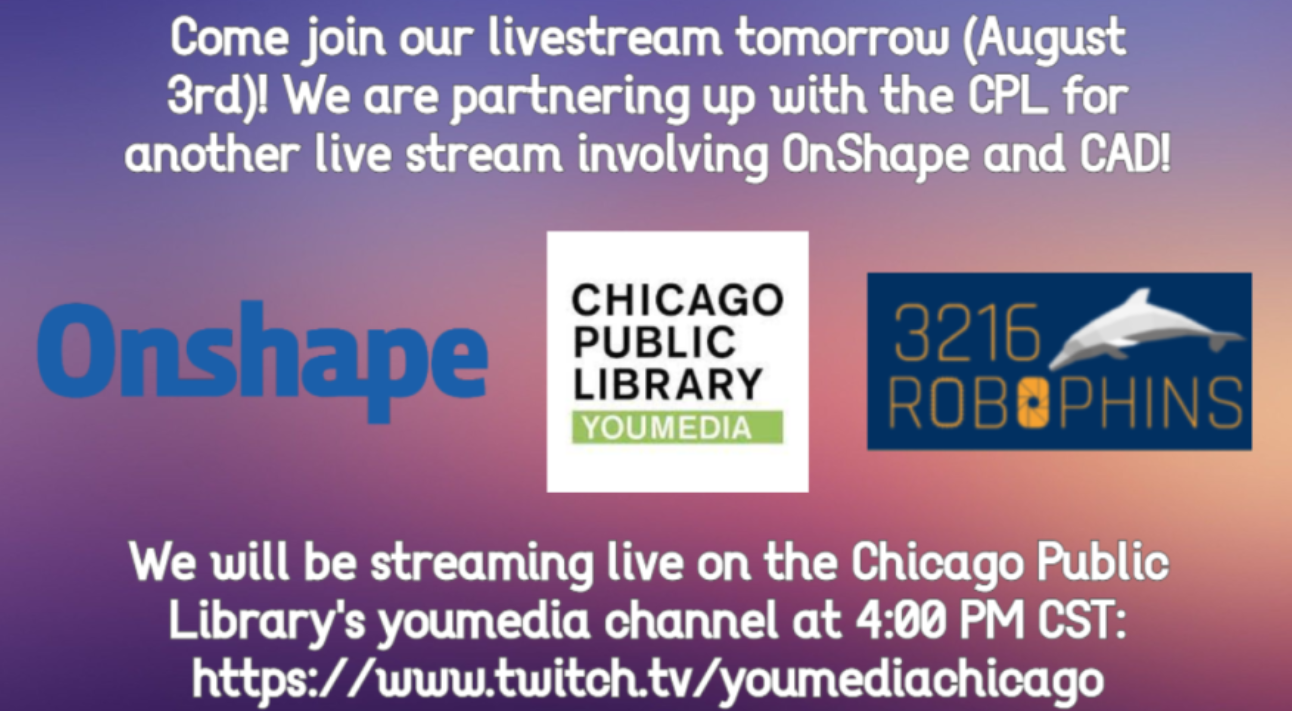 Come join our livestream tomorrow (August
3rd)! We are partnering up with the CPL for
another live stream involving OnShape and CAD!
Onshape
CHICAGO
PUBLIC
LIBRARY
YOUMEDIA
3216
ROBOPHINS
We will be streaming live on the Chicago Public
Library's youmedia channel at 4:00 PM CST:
https://www.twitch.tv/youmediachicago